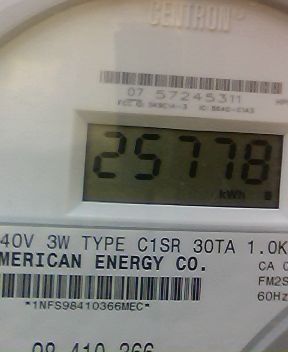 CENTRON®
07 57245311
25778
kWh
40V 3W TYPE C1SR 30TA 1.0K
MERICAN ENERGY CO.
CA 0
FM2S
60Hz
*1NFS98410366MEC*
98 410 366